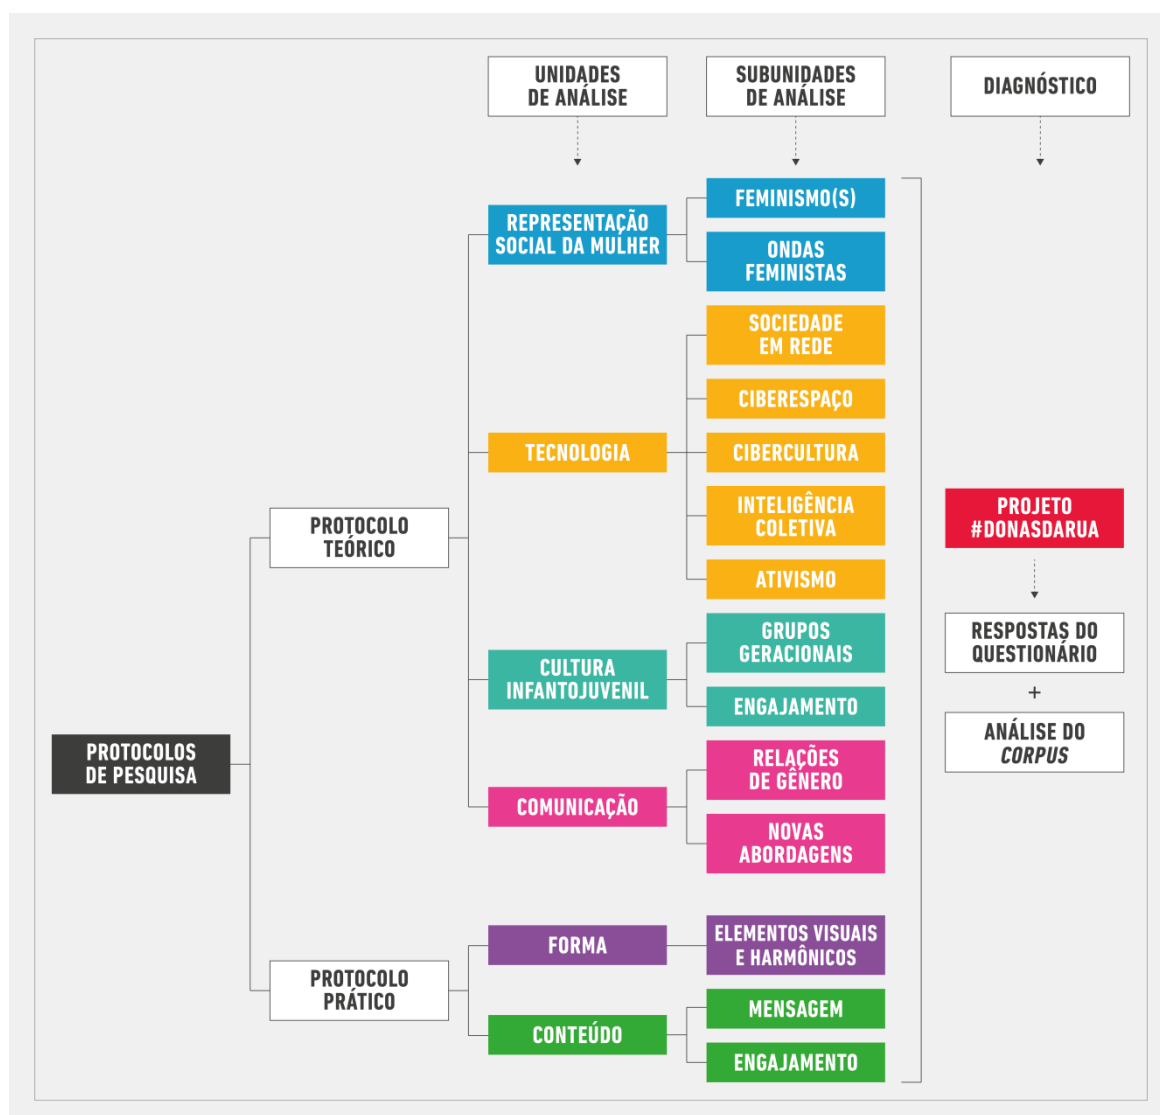 UNIDADES
DE ANÁLISE
SUBUNIDADES
DE ANÁLISE
DIAGNÓSTICO
PROTOCOLOS
DE PESQUISA
PROTOCOLO
TEÓRICO
REPRESENTAÇÃO
SOCIAL DA MULHER
FEMINISMO(S)
ONDAS
FEMINISTAS
TECNOLOGIA
SOCIEDADE
EM REDE
CIBERESPAÇO
CIBERCULTURA
INTELIGÊNCIA
COLETIVA
ATIVISMO
CULTURA
INFANTOJUVENIL
GRUPOS
GERACIONAIS
ENGAJAMENTO
COMUNICAÇÃO
RELAÇÕES
DE GÊNERO
NOVAS
ABORDAGENS
PROTOCOLO
PRÁTICO
FORMA
ELEMENTOS VISUAIS
E HARMÔNICOS
CONTEÚDO
MENSAGEM
ENGAJAMENTO
PROJETO
#DONASDARUA
RESPOSTAS DO
QUESTIONÁRIO
+
ANÁLISE DO
CORPUS